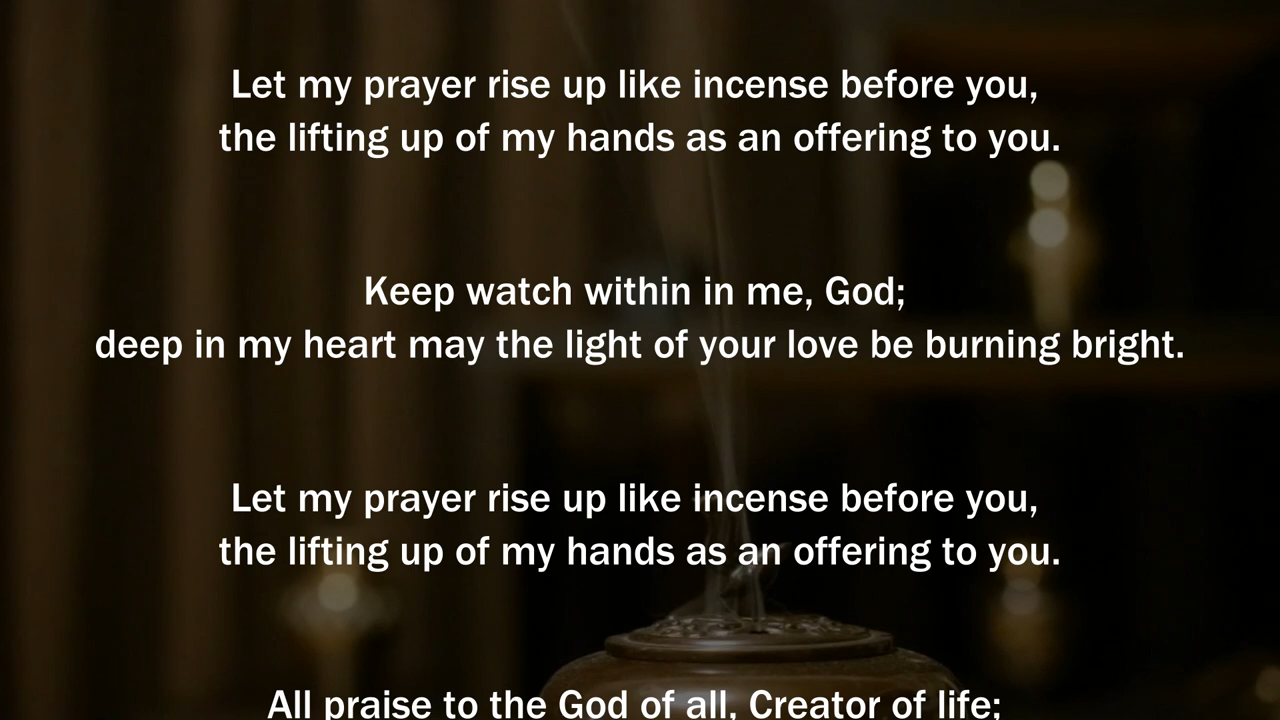 Let my prayer rise up like incense before you,
the lifting up of my hands as an offering to you.
Keep watch within in me, God;
deep in my heart may the light of your love be burning bright.
Let my prayer rise up like incense before you,
the lifting up of my hands as an offering to you.
All praise to the God of all, Creator of life;